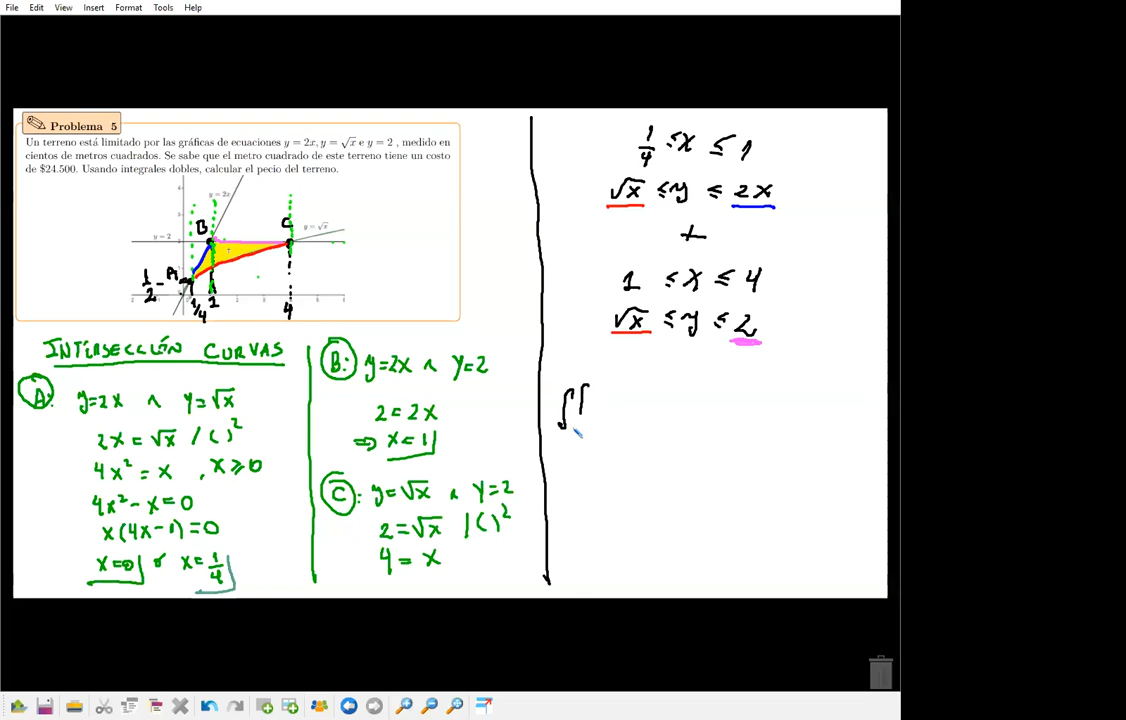 File Edit View Insert Format Tools Help
Problema 5
Un terreno está limitado por las gráficas de ecuaciones y = 2x, y = √x e y = 2 , medido en
cientos de metros cuadrados. Se sabe que el metro cuadrado de este terreno tiene un costo
de $24.500. Usando integrales dobles, calcular el pecio del terreno.
y = 2x
B C
y = √x
y = 2
A
1/2
1/4 1 4
INTERSECCIÓN CURVAS
A: y=2x ∧ y=√x
2x = √x /( )²
4x² = x , x ≥ 0
4x² - x = 0
x(4x-1)=0
x=0 o x=1/4
B: y=2x ∧ y=2
2 = 2x
⇒ x=1
C: y=√x ∧ y=2
2=√x /( )²
4 = x
1/4 ≤ x ≤ 1
√x ≤ y ≤ 2x
+
1 ≤ x ≤ 4
√x ≤ y ≤ 2
∫∫